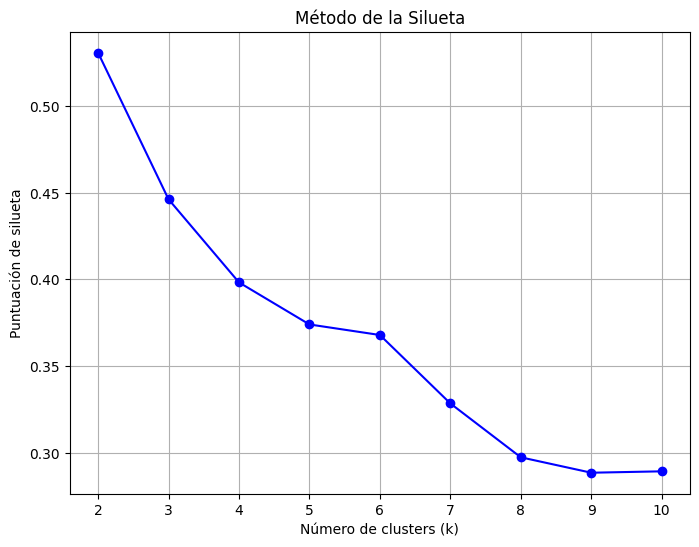 Método de la Silueta
Puntuación de silueta
0.50
0.45
0.40
0.35
0.30
2 3 4 5 6 7 8 9 10
Número de clusters (k)